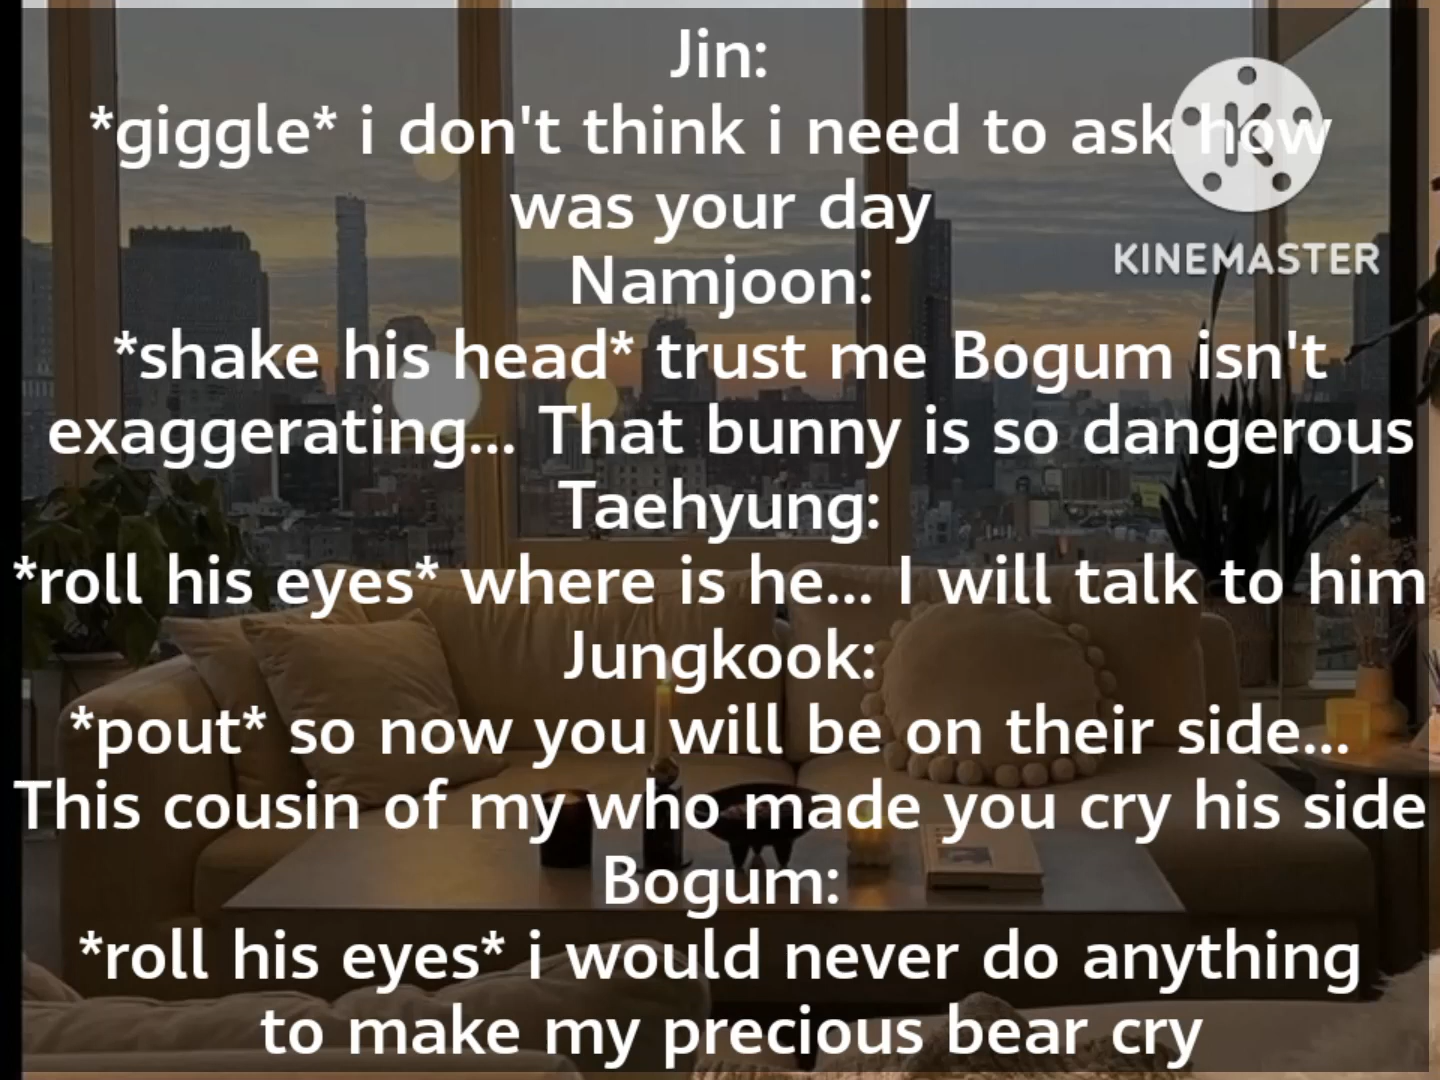 Jin:
*giggle* i don't think i need to ask how
was your day
Namjoon:
*shake his head* trust me Bogum isn't
exaggerating... That bunny is so dangerous
Taehyung:
*roll his eyes* where is he... I will talk to him
Jungkook:
*pout* so now you will be on their side...
This cousin of my who made you cry his side
Bogum:
*roll his eyes* i would never do anything
to make my precious bear cry
K
KINEMASTER